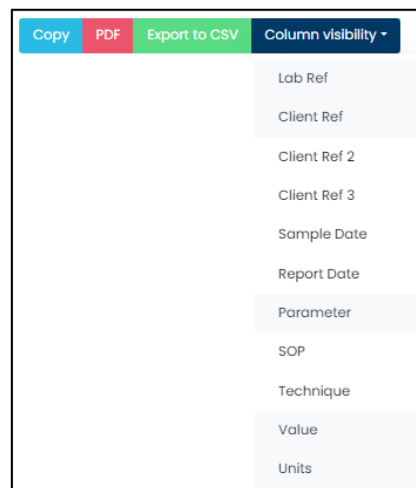 Copy PDF Export to CSV Column visibility
Lab Ref
Client Ref
Client Ref 2
Client Ref 3
Sample Date
Report Date
Parameter
SOP
Technique
Value
Units